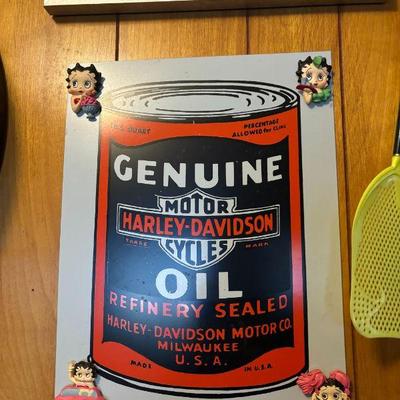 U.S. QUART
PERCENTAGE
ALLOWED for CLING
GENUINE
MOTOR
HARLEY-DAVIDSON
TRADE MARK
CYCLES
OIL
REFINERY SEALED
HARLEY-DAVIDSON MOTOR CO.
MILWAUKEE
U.S.A.
MADE IN U.S.A.